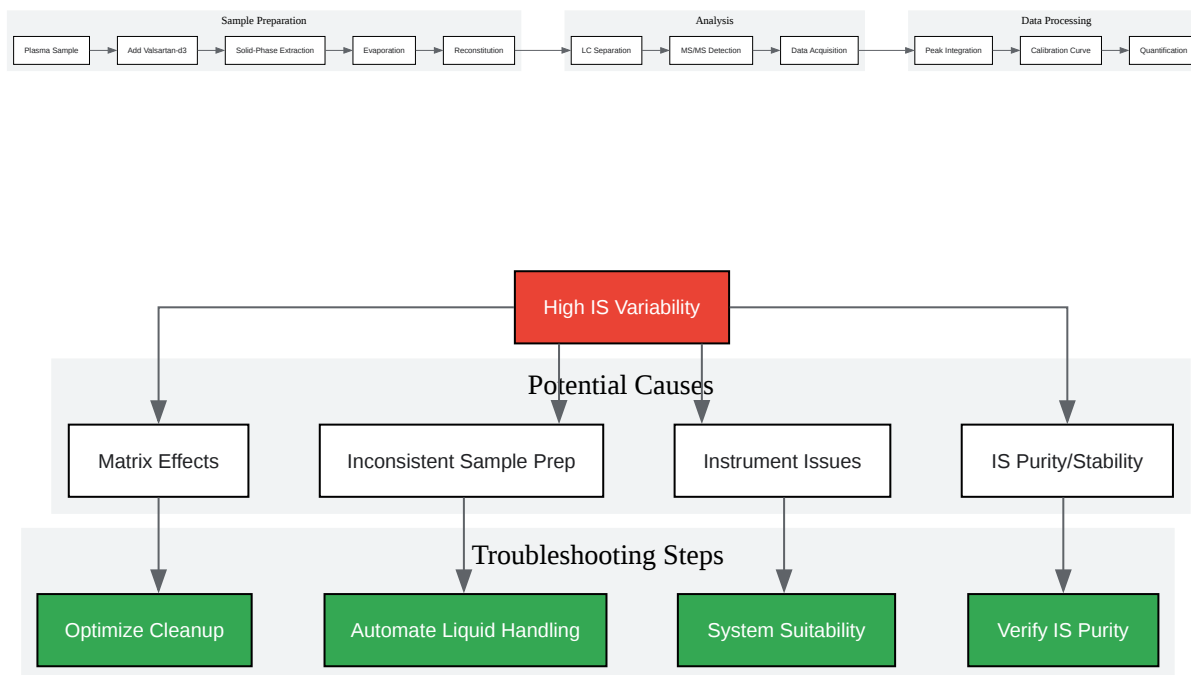 Sample Preparation
Analysis
Data Processing
Plasma Sample
Add Valsartan-d3
Solid-Phase Extraction
Evaporation
Reconstitution
LC Separation
MS/MS Detection
Data Acquisition
Peak Integration
Calibration Curve
Quantification
High IS Variability
Potential Causes
Matrix Effects
Inconsistent Sample Prep
Instrument Issues
IS Purity/Stability
Troubleshooting Steps
Optimize Cleanup
Automate Liquid Handling
System Suitability
Verify IS Purity